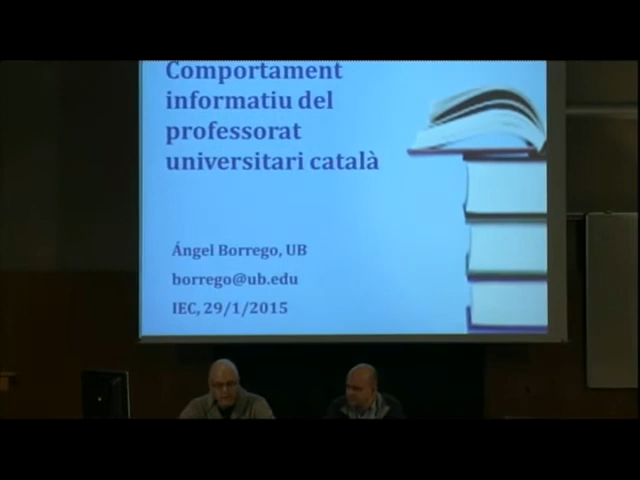 Comportament
informatiu del
professorat
universitari català
Ángel Borrego, UB
borrego@ub.edu
IEC, 29/1/2015